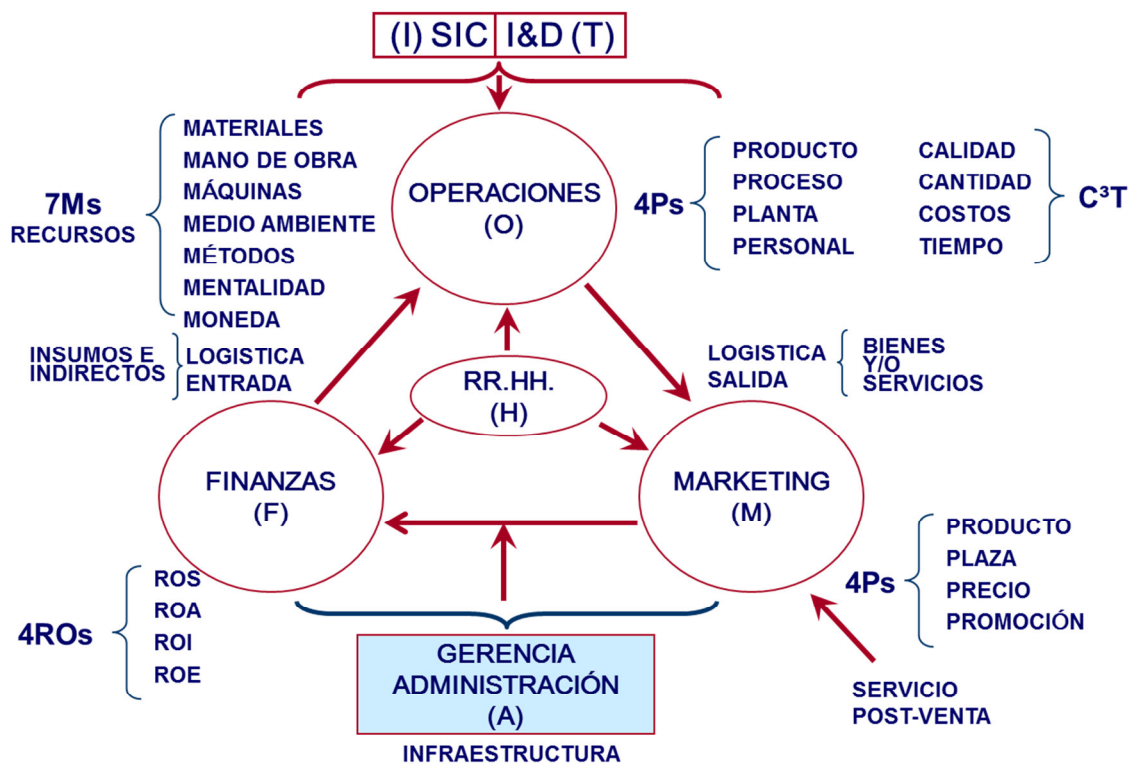 (I) SIC I&D (T)
7Ms
RECURSOS
MATERIALES
MANO DE OBRA
MÁQUINAS
MEDIO AMBIENTE
MÉTODOS
MENTALIDAD
MONEDA
OPERACIONES
(O)
4Ps
PRODUCTO
PROCESO
PLANTA
PERSONAL
CALIDAD
CANTIDAD
COSTOS
TIEMPO
C³T
INSUMOS E
INDIRECTOS
LOGISTICA
ENTRADA
RR.HH.
(H)
LOGISTICA
SALIDA
BIENES
Y/O
SERVICIOS
FINANZAS
(F)
MARKETING
(M)
4ROs
ROS
ROA
ROI
ROE
4Ps
PRODUCTO
PLAZA
PRECIO
PROMOCIÓN
GERENCIA
ADMINISTRACIÓN
(A)
INFRAESTRUCTURA
SERVICIO
POST-VENTA